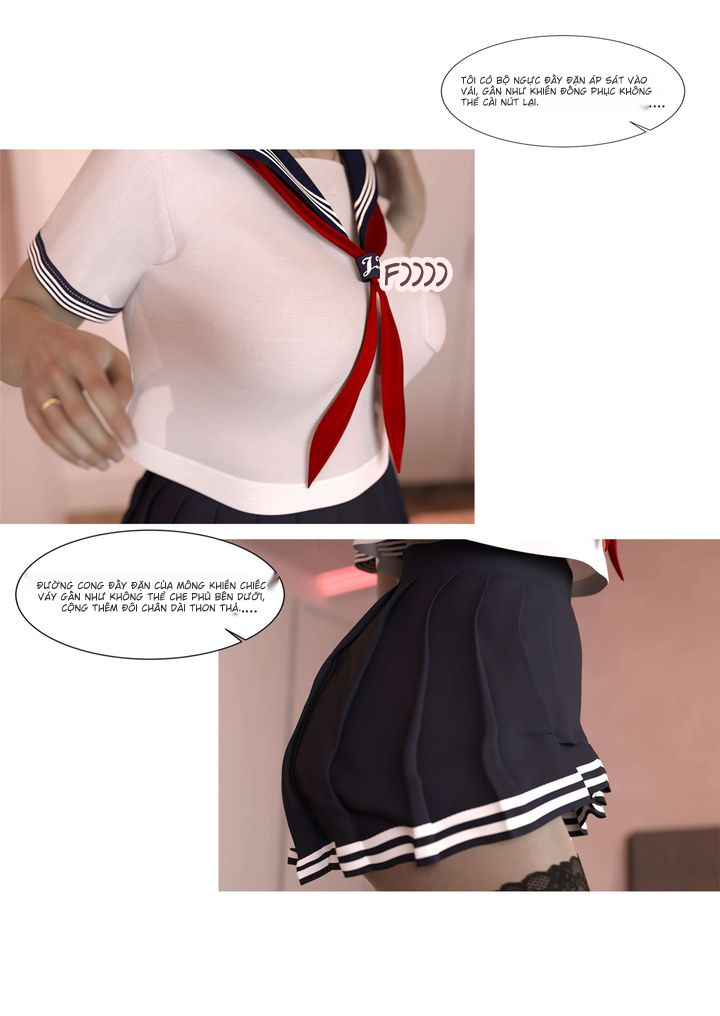 TÔI CÓ BỘ NGỰC ĐẦY ĐẶN ÁP SÁT VÀO
VẢI, GẦN NHƯ KHIẾN ĐỒNG PHỤC KHÔNG
THỂ CÀI NÚT LẠI. ....
F))))
ĐƯỜNG CONG ĐẦY ĐẶN CỦA MÔNG KHIẾN CHIẾC
VÁY GẦN NHƯ KHÔNG THỂ CHE PHỦ BÊN DƯỚI,
CỘNG THÊM ĐÔI CHÂN DÀI THON THẢ.....